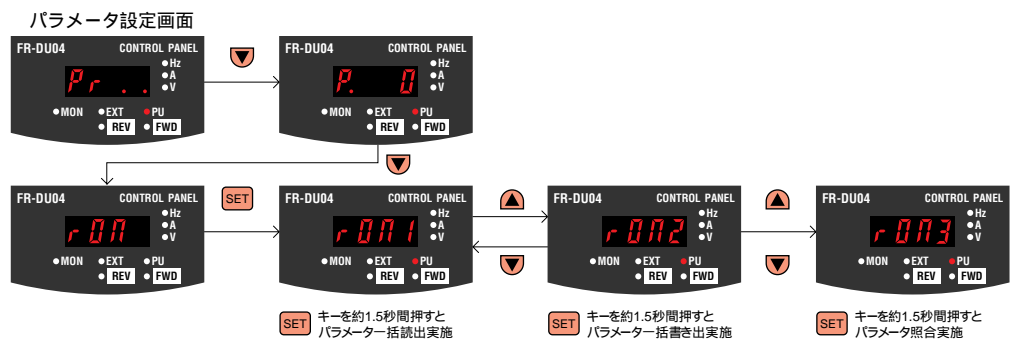 パラメータ設定画面
FR-DU04 CONTROL PANEL
Hz
A
V
Pr..
MON EXT PU
REV FWD
FR-DU04 CONTROL PANEL
Hz
A
V
P. 0
MON EXT PU
REV FWD
FR-DU04 CONTROL PANEL
Hz
A
V
r0n
MON EXT PU
REV FWD
SET
FR-DU04 CONTROL PANEL
Hz
A
V
r0n1
MON EXT PU
REV FWD
SET キーを約1.5秒間押すと
パラメータ一括読出実施
FR-DU04 CONTROL PANEL
Hz
A
V
r0n2
MON EXT PU
REV FWD
SET キーを約1.5秒間押すと
パラメータ一括書き出実施
FR-DU04 CONTROL PANEL
Hz
A
V
r0n3
MON EXT PU
REV FWD
SET キーを約1.5秒間押すと
パラメータ照合実施